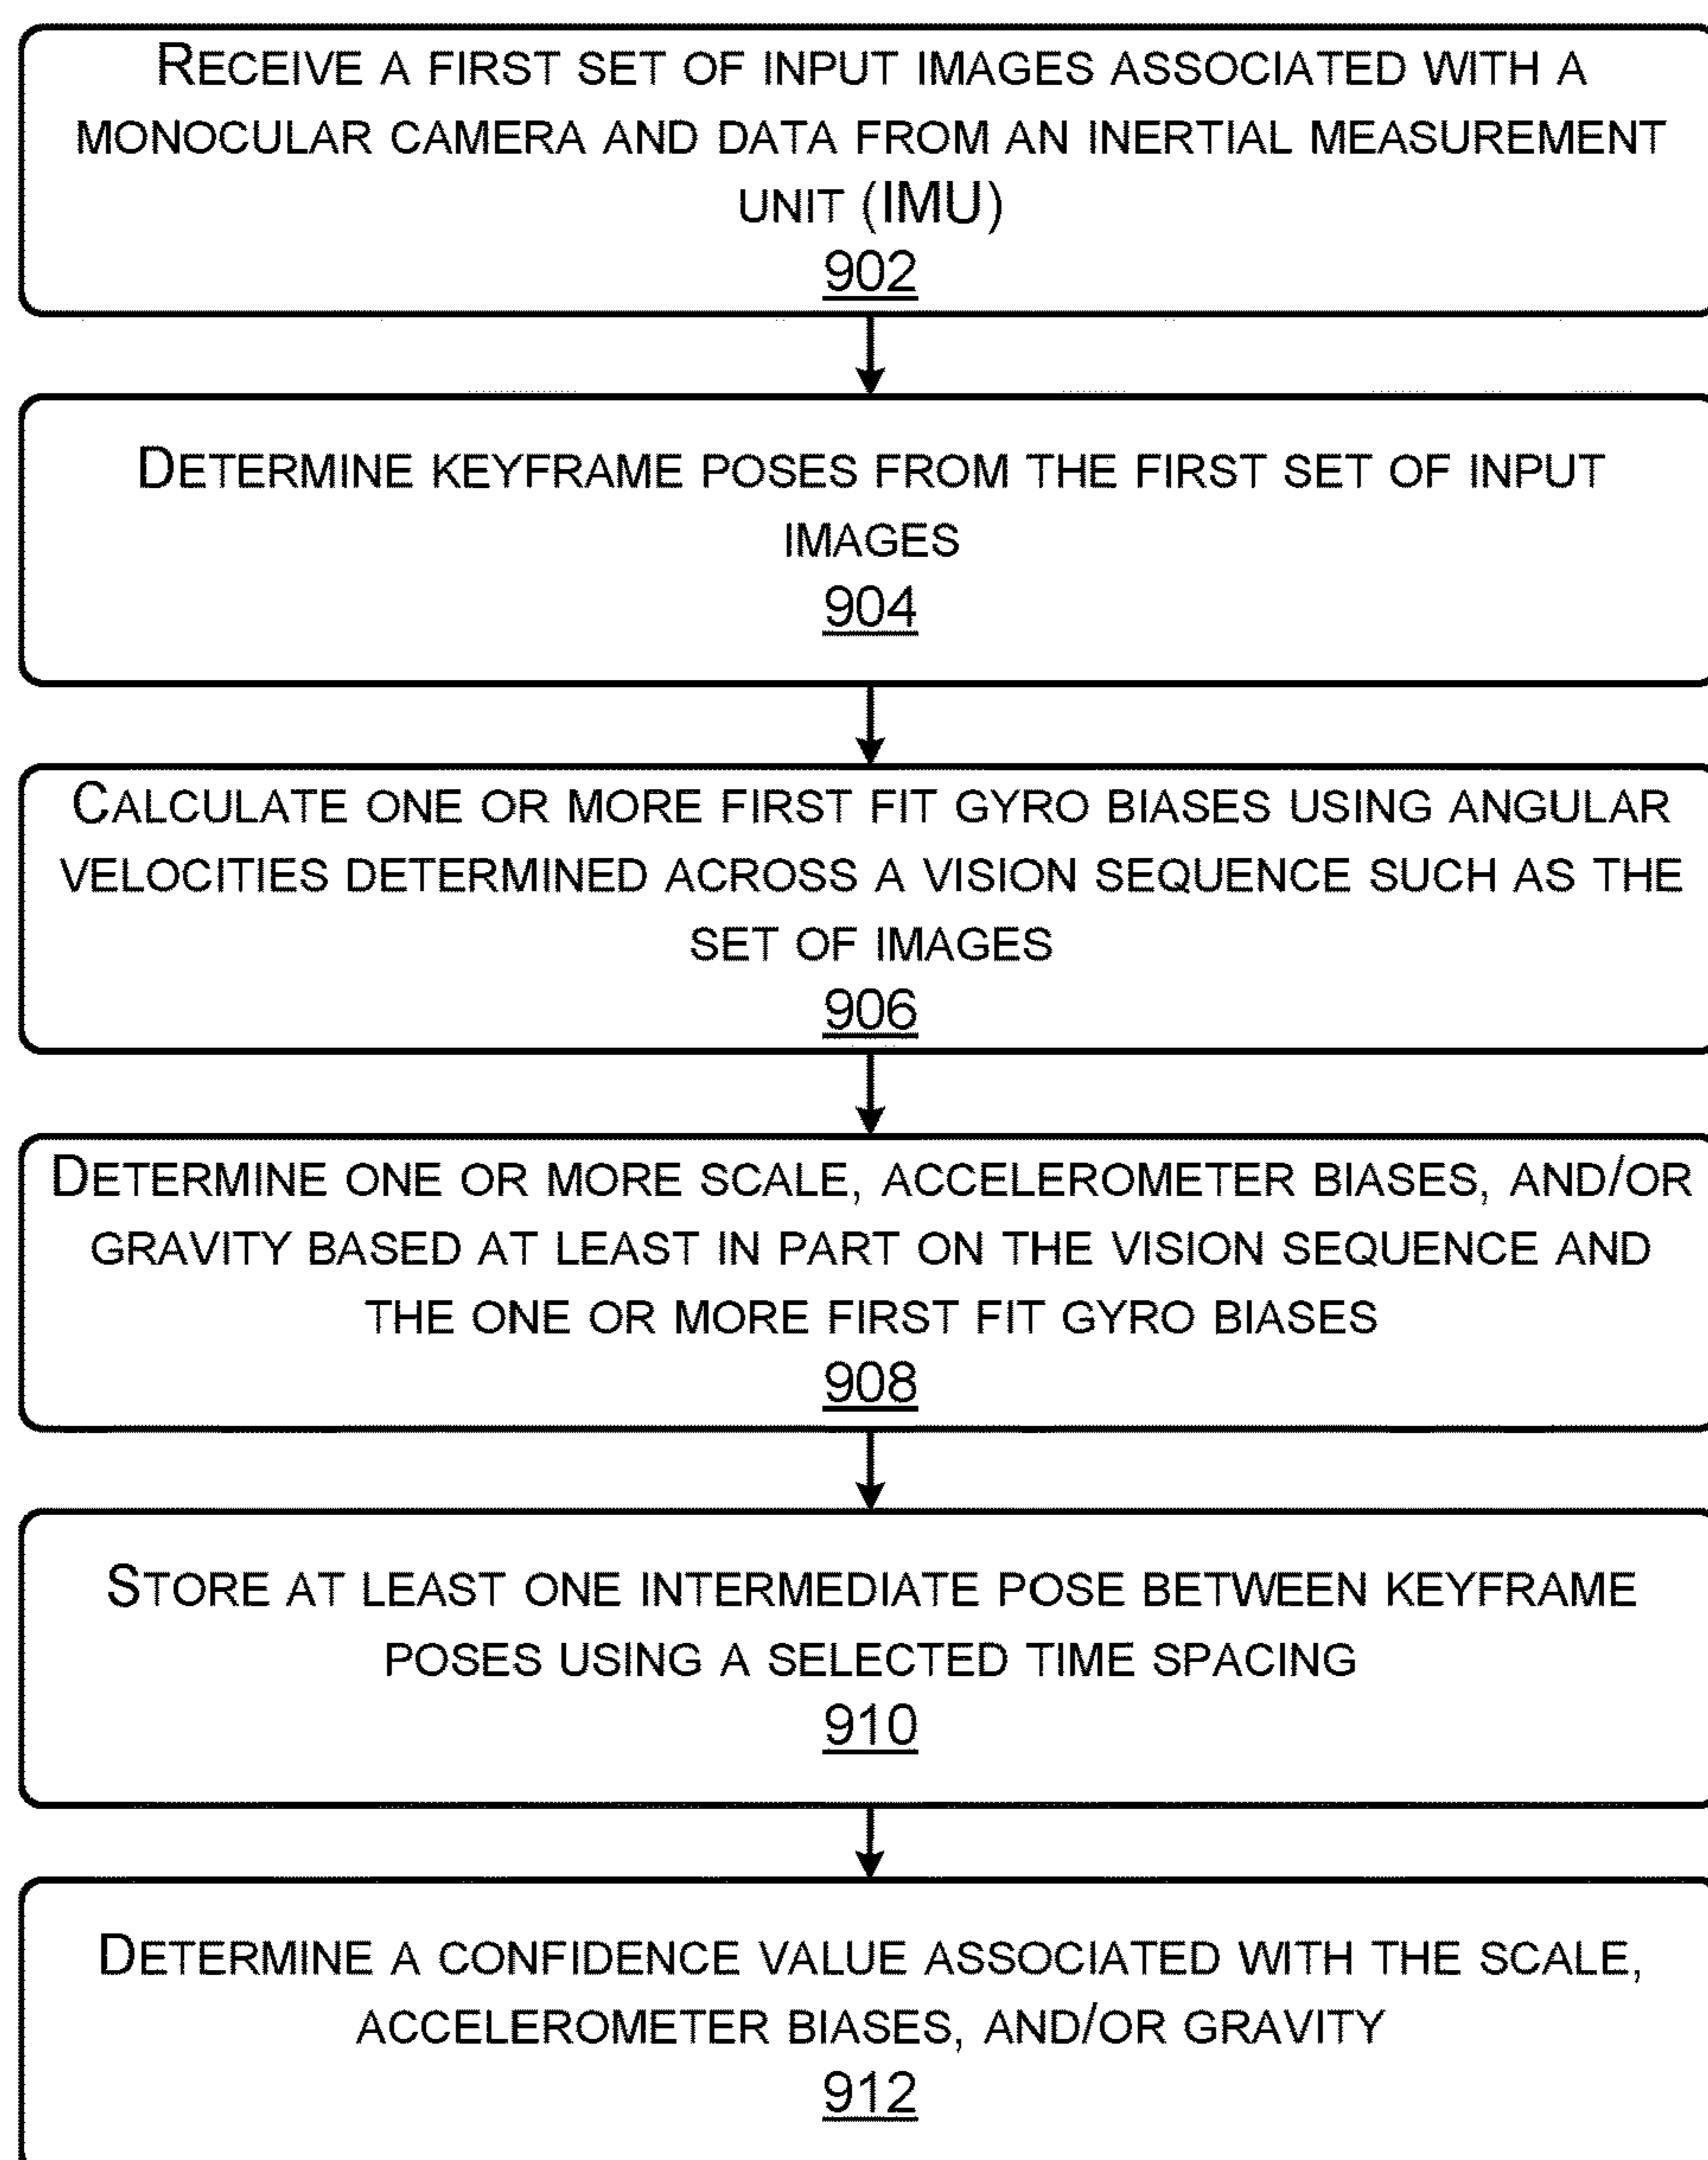 RECEIVE A FIRST SET OF INPUT IMAGES ASSOCIATED WITH A
MONOCULAR CAMERA AND DATA FROM AN INERTIAL MEASUREMENT
UNIT (IMU)
902
DETERMINE KEYFRAME POSES FROM THE FIRST SET OF INPUT
IMAGES
904
CALCULATE ONE OR MORE FIRST FIT GYRO BIASES USING ANGULAR
VELOCITIES DETERMINED ACROSS A VISION SEQUENCE SUCH AS THE
SET OF IMAGES
906
DETERMINE ONE OR MORE SCALE, ACCELEROMETER BIASES, AND/OR
GRAVITY BASED AT LEAST IN PART ON THE VISION SEQUENCE AND
THE ONE OR MORE FIRST FIT GYRO BIASES
908
STORE AT LEAST ONE INTERMEDIATE POSE BETWEEN KEYFRAME
POSES USING A SELECTED TIME SPACING
910
DETERMINE A CONFIDENCE VALUE ASSOCIATED WITH THE SCALE,
ACCELEROMETER BIASES, AND/OR GRAVITY
912